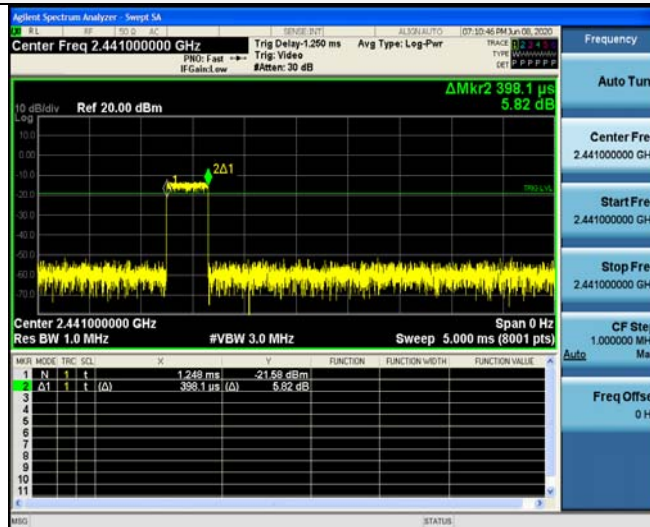 Agilent Spectrum Analyzer - Swept SA
RL RF 50 Ω AC SENSE:INT ALIGN AUTO 07:10:46 PM Jun 08, 2020
Center Freq 2.441000000 GHz Trig Delay-1.250 ms Avg Type: Log-Pwr TRACE 1 2 3 4 5 6
PNO: Fast Trig: Video TYPE
IFGain:Low #Atten: 30 dB DET P P P P P P
ΔMkr2 398.1 µs
5.82 dB
10 dB/div Ref 20.00 dBm
Log
10.0
0.00
-10.0
-20.0
-30.0
-40.0
-50.0
-60.0
-70.0
1
2Δ1
TRIG LVL
Center 2.441000000 GHz Span 0 Hz
Res BW 1.0 MHz #VBW 3.0 MHz Sweep 5.000 ms (8001 pts)
MKR MODE TRC SCL X Y FUNCTION FUNCTION WIDTH FUNCTION VALUE
1 N 1 t 1.248 ms -21.58 dBm
2 Δ1 1 t (Δ) 398.1 µs (Δ) 5.82 dB
3
4
5
6
7
8
9
10
11
MSG STATUS
Frequency
Auto Tun
Center Fre
2.441000000 GH
Start Fre
2.441000000 GH
Stop Fre
2.441000000 GH
CF Ste
1.000000 MH
Auto Ma
Freq Offse
0 H